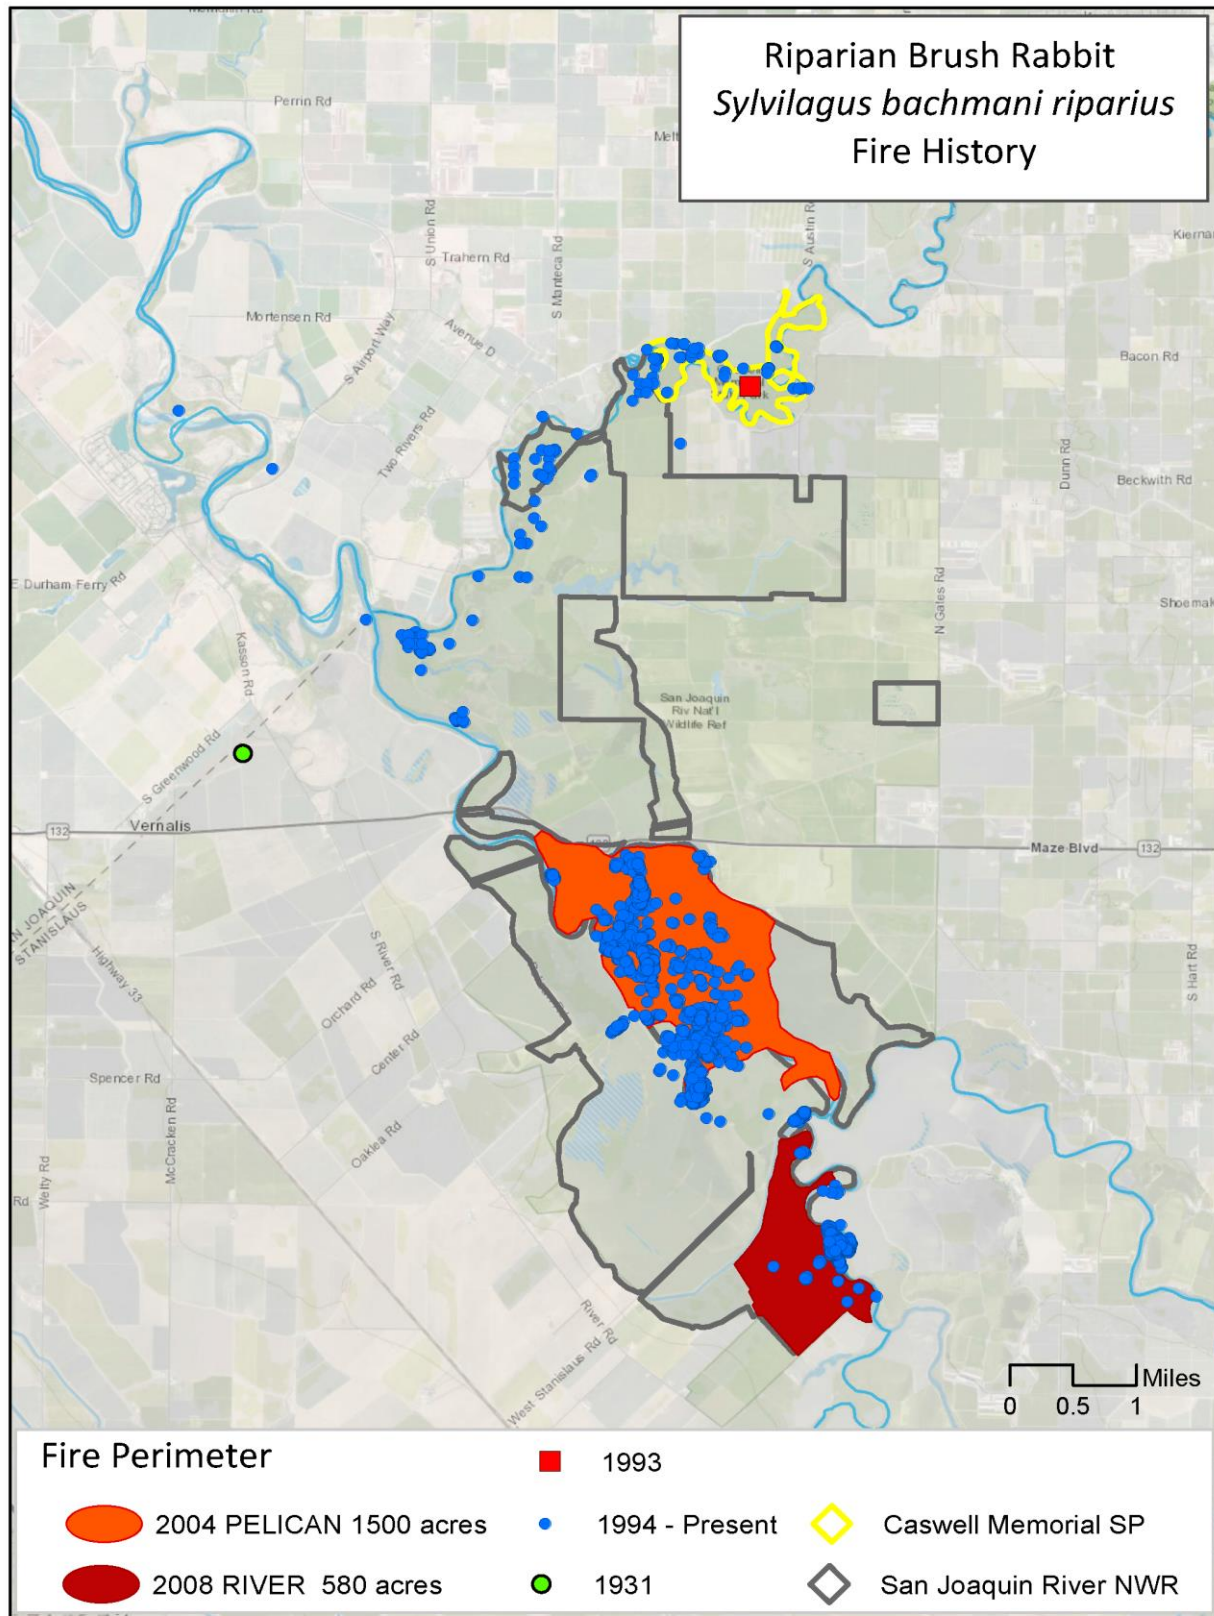 Riparian Brush Rabbit
Sylvilagus bachmani riparius
Fire History
Perrin Rd
S Union Rd
Trahern Rd
S Manteca Rd
S Austin Rd
Mortensen Rd
S Airport Way
Avenue D
Bacon Rd
Two Rivers Rd
Dunn Rd
Beckwith Rd
E Durham Ferry Rd
Kasson Rd
N Gates Rd
San Joaquin
Riv Nat'l
Wildlife Ref
S Greenwood Rd
132
Vernalis
Maze Blvd
132
STANISLAUS
Highway 33
S River Rd
S Hart Rd
Orchard Rd
Center Rd
Spencer Rd
McCracken Rd
Oaklea Rd
Welty Rd
Rd
River Rd
West Stanislaus Rd
Miles
0 0.5 1
Fire Perimeter
1993
2004 PELICAN 1500 acres
1994 - Present
Caswell Memorial SP
2008 RIVER 580 acres
1931
San Joaquin River NWR